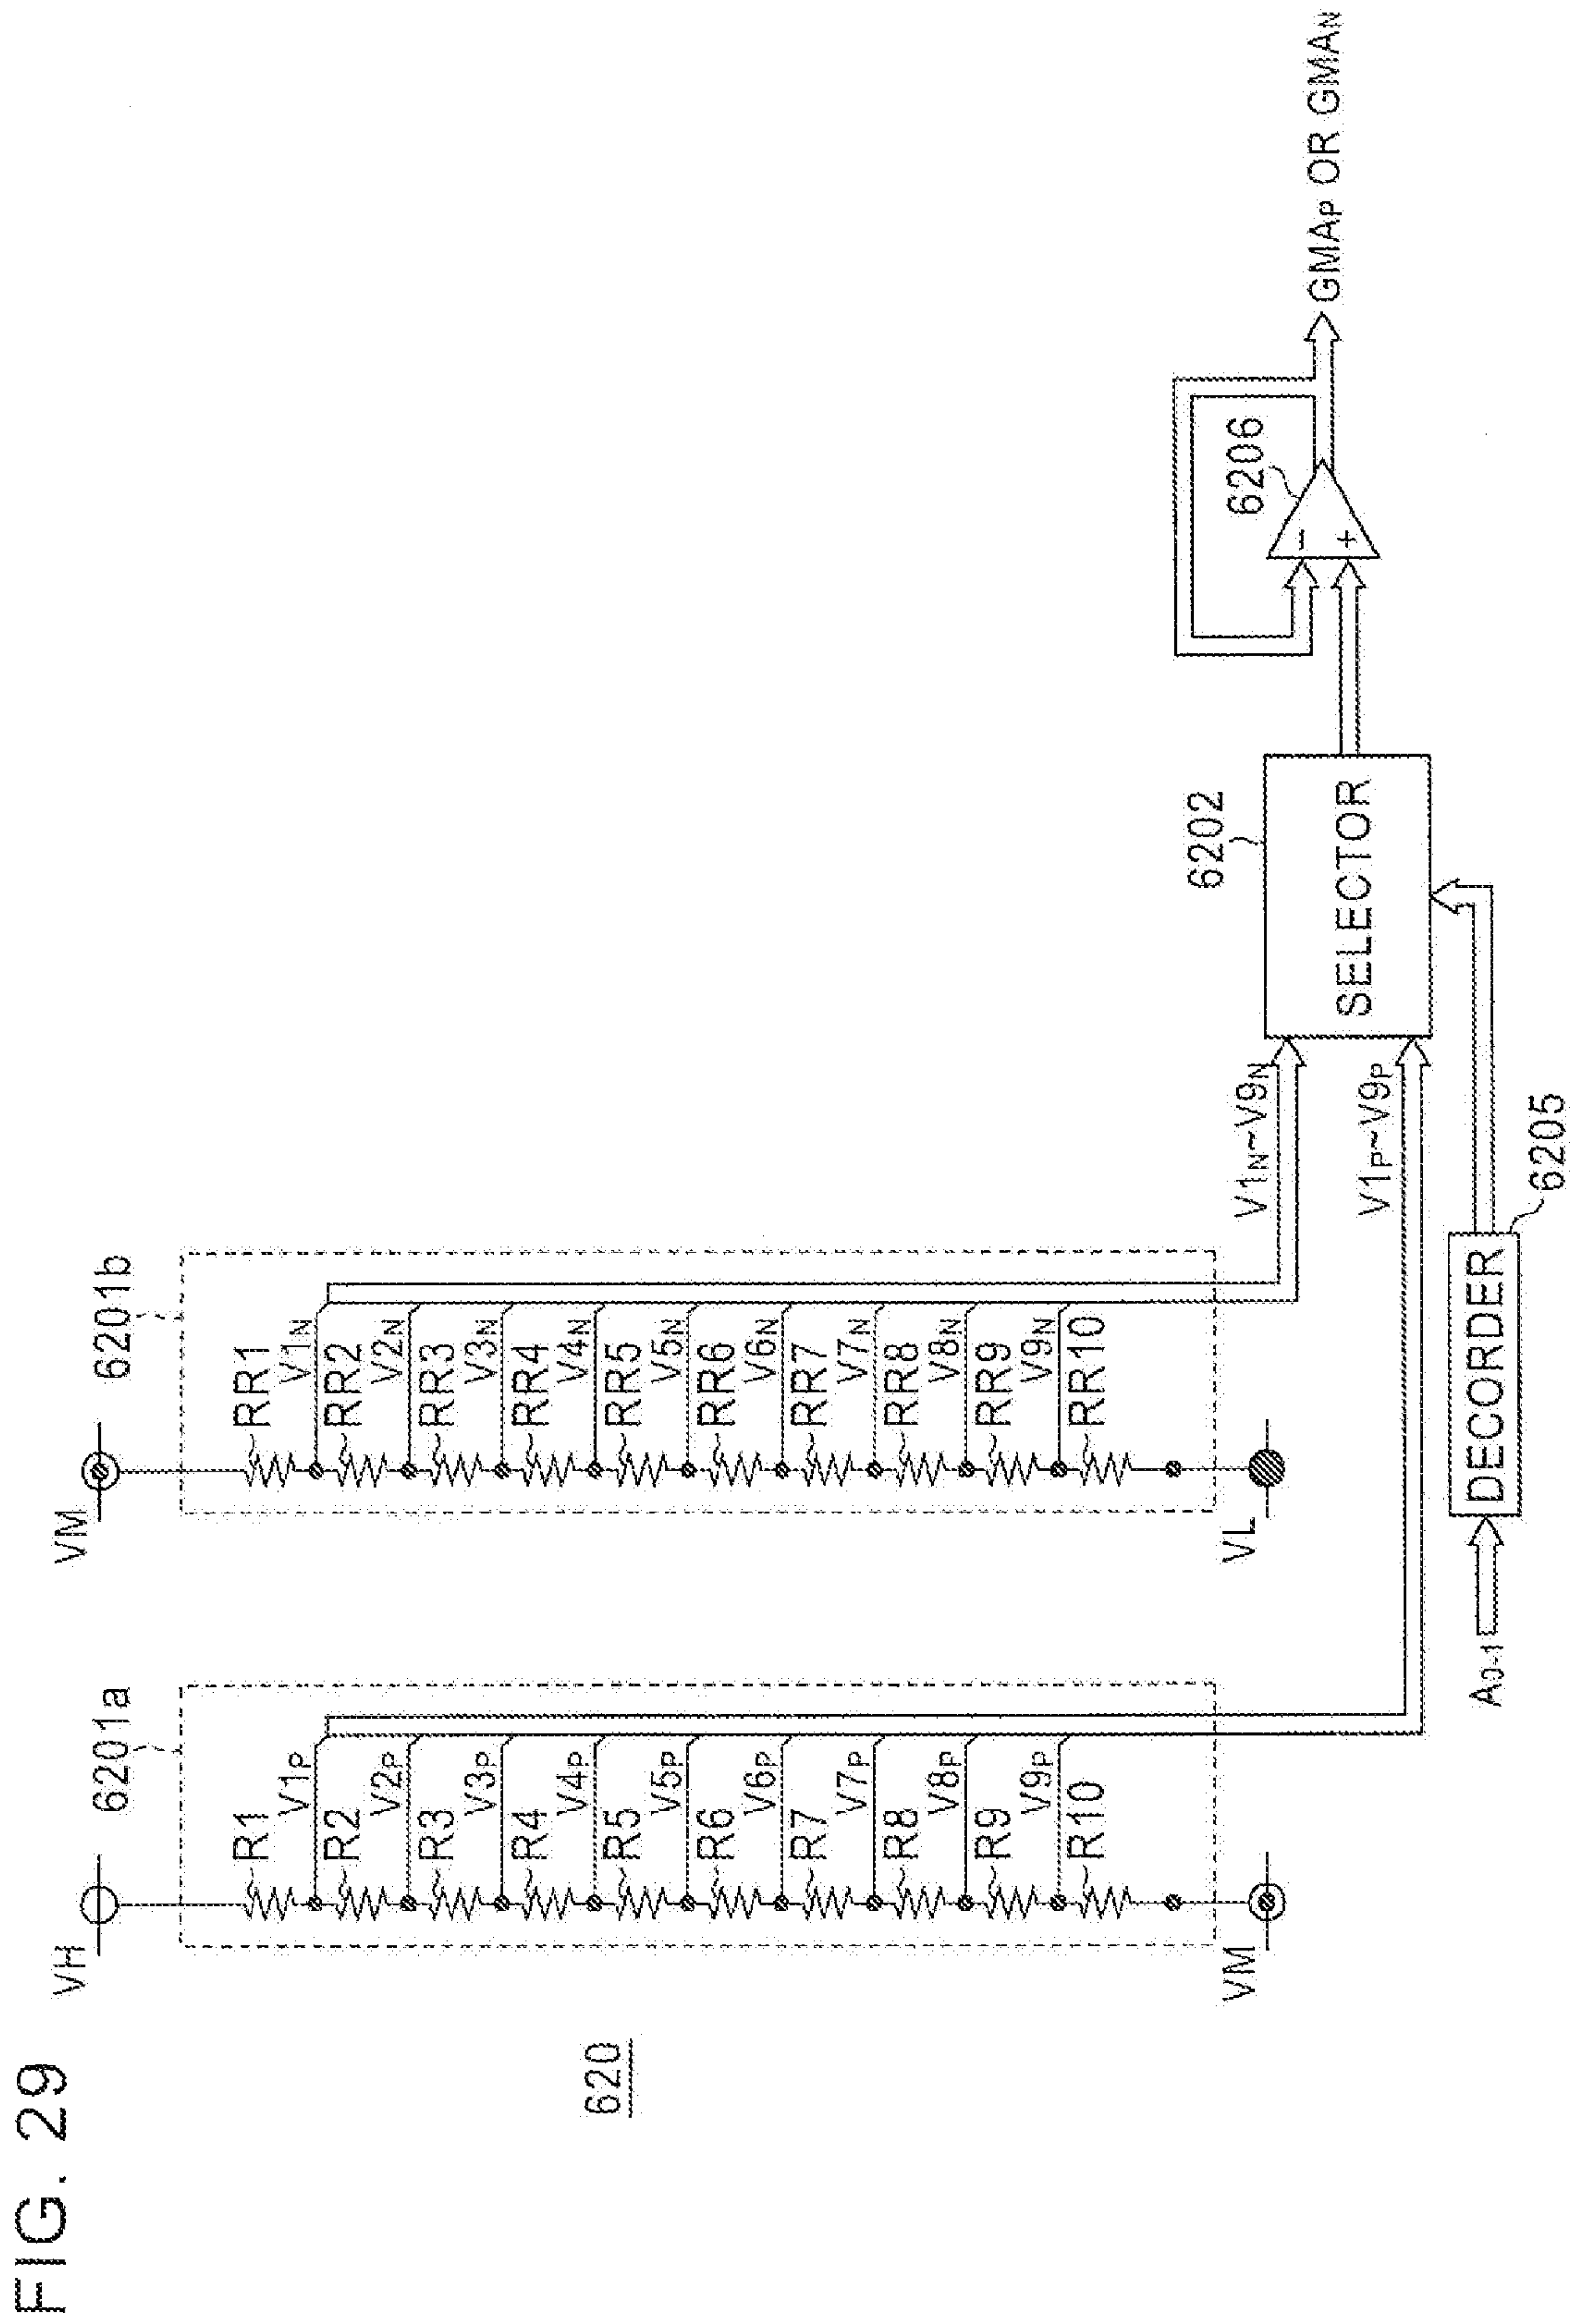 FIG. 29
620
VH
6201a
R1
V1P
R2
V2P
R3
V3P
R4
V4P
R5
V5P
R6
V6P
R7
V7P
R8
V8P
R9
V9P
R10
VM
VM
6201b
RR1
V1N
RR2
V2N
RR3
V3N
RR4
V4N
RR5
V5N
RR6
V6N
RR7
V7N
RR8
V8N
RR9
V9N
RR10
VL
V1N~V9N
V1P~V9P
A0-1
DECORDER
6205
6202
SELECTOR
6206
−
+
GMAP OR GMAN